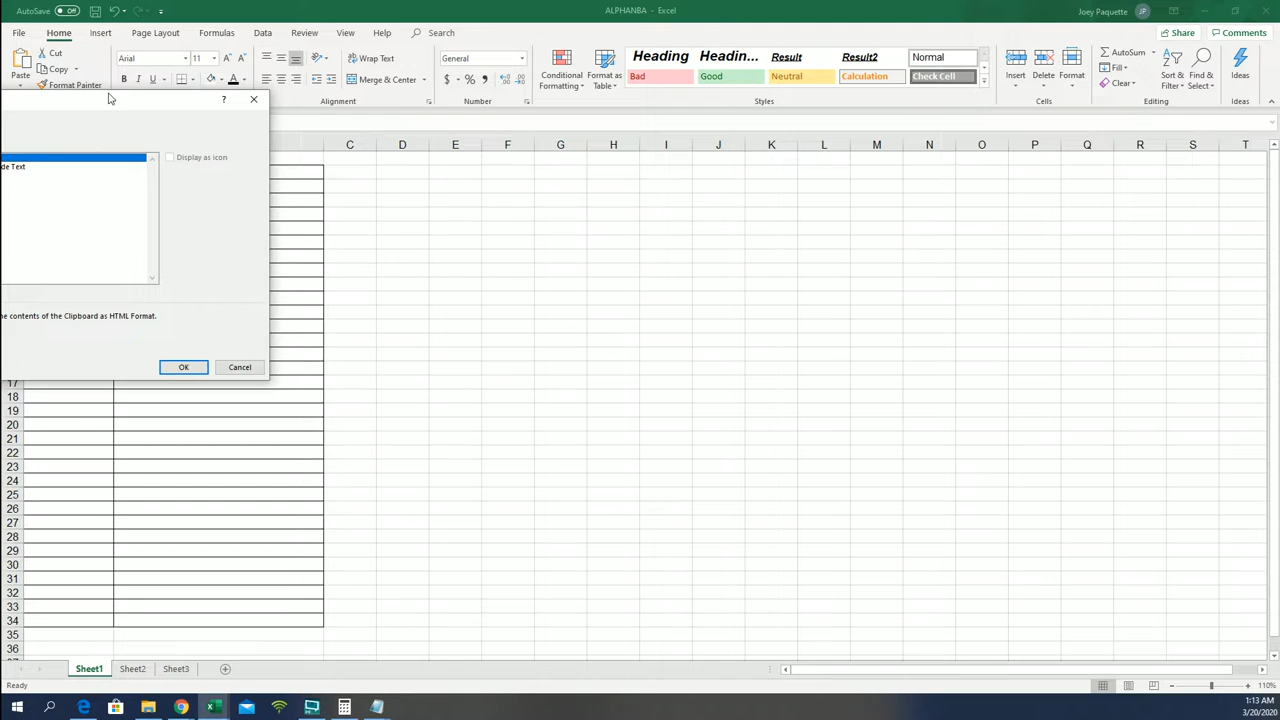 AutoSave Off
ALPHANBA - Excel
Joey Paquette JP
File Home Insert Page Layout Formulas Data Review View Help Search
Share Comments
Paste
Cut
Copy
Format Painter
Arial 11
B I U
Wrap Text
Merge & Center
Alignment
General
$ % ,
Number
Conditional Formatting
Format as Table
Heading Headin... Result Result2 Normal
Bad Good Neutral Calculation Check Cell
Styles
Insert Delete Format
Cells
AutoSum
Fill
Clear
Sort & Filter
Find & Select
Editing
Ideas
Ideas
? 
Display as icon
de Text
e contents of the Clipboard as HTML Format.
OK Cancel
C D E F G H I J K L M N O P Q R S T
17
18
19
20
21
22
23
24
25
26
27
28
29
30
31
32
33
34
35
36
Sheet1 Sheet2 Sheet3
Ready
110%
1:13 AM
3/20/2020